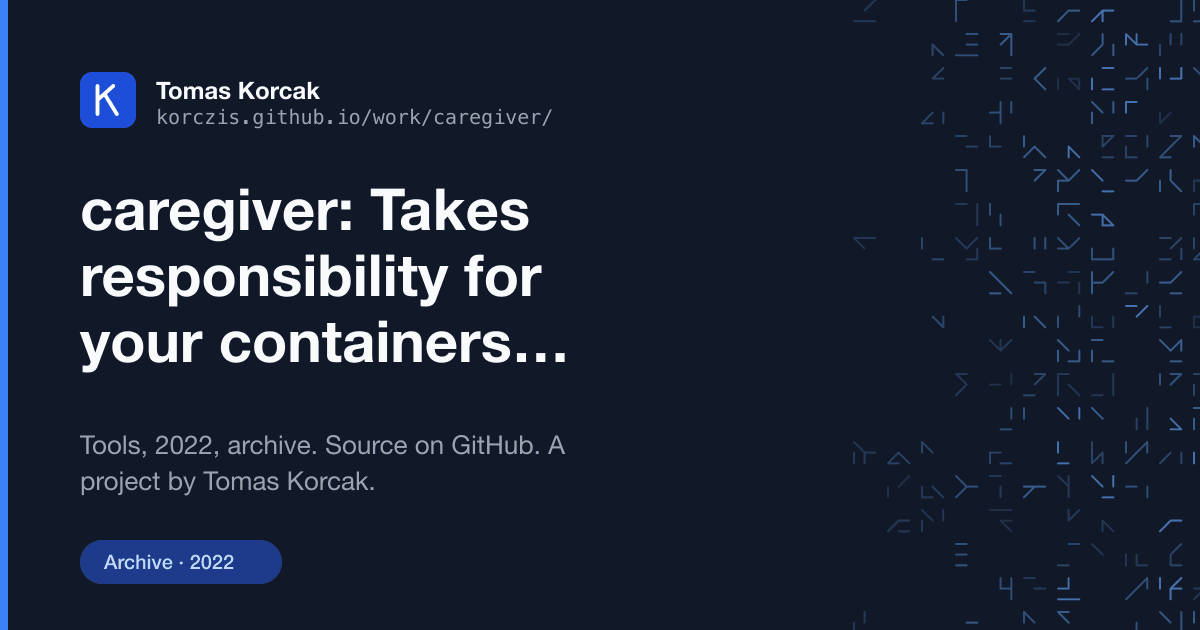 K
Tomas Korcak
korczis.github.io/work/caregiver/
caregiver: Takes
responsibility for
your containers…
Tools, 2022, archive. Source on GitHub. A
project by Tomas Korcak.
Archive · 2022